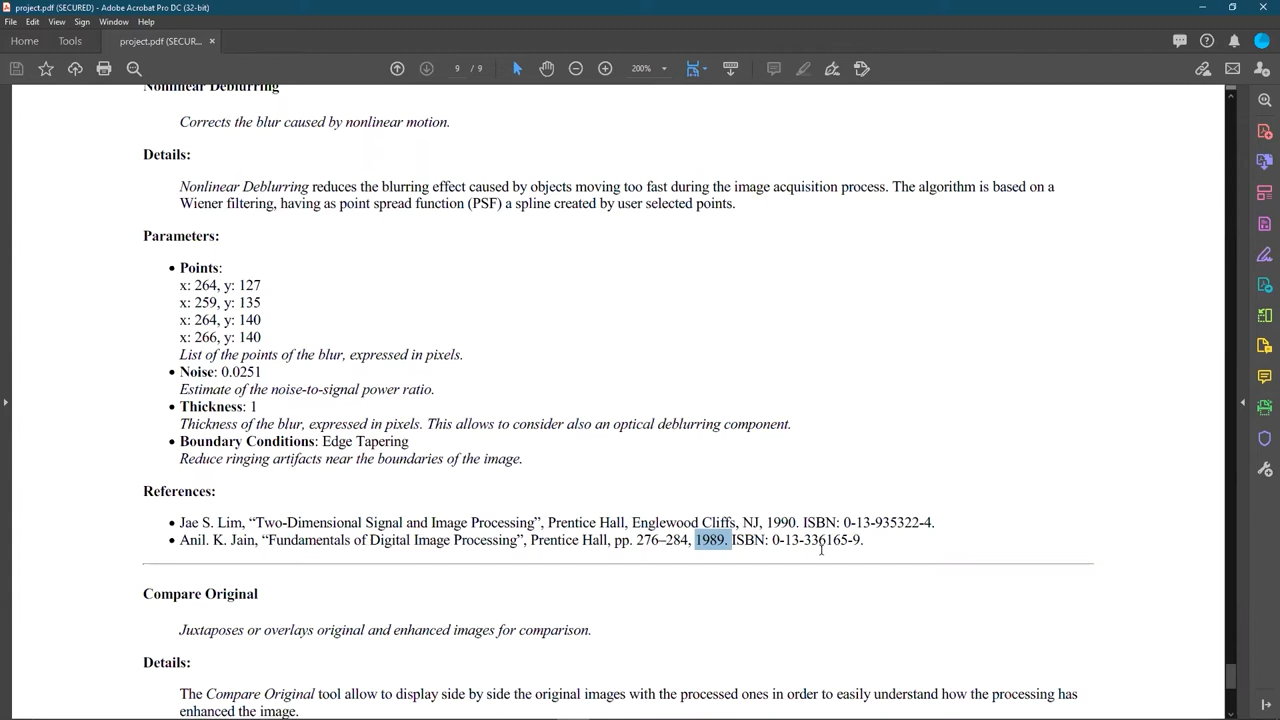 project.pdf (SECURED) - Adobe Acrobat Pro DC (32-bit)
File Edit View Sign Window Help
Home Tools project.pdf (SECUR... ×
9 / 9 200%
Nonlinear Deblurring
Corrects the blur caused by nonlinear motion.
Details:
Nonlinear Deblurring reduces the blurring effect caused by objects moving too fast during the image acquisition process. The algorithm is based on a
Wiener filtering, having as point spread function (PSF) a spline created by user selected points.
Parameters:
• Points:
x: 264, y: 127
x: 259, y: 135
x: 264, y: 140
x: 266, y: 140
List of the points of the blur, expressed in pixels.
• Noise: 0.0251
Estimate of the noise-to-signal power ratio.
• Thickness: 1
Thickness of the blur, expressed in pixels. This allows to consider also an optical deblurring component.
• Boundary Conditions: Edge Tapering
Reduce ringing artifacts near the boundaries of the image.
References:
• Jae S. Lim, “Two-Dimensional Signal and Image Processing”, Prentice Hall, Englewood Cliffs, NJ, 1990. ISBN: 0-13-935322-4.
• Anil. K. Jain, “Fundamentals of Digital Image Processing”, Prentice Hall, pp. 276–284, 1989. ISBN: 0-13-336165-9.
Compare Original
Juxtaposes or overlays original and enhanced images for comparison.
Details:
The Compare Original tool allow to display side by side the original images with the processed ones in order to easily understand how the processing has
enhanced the image.